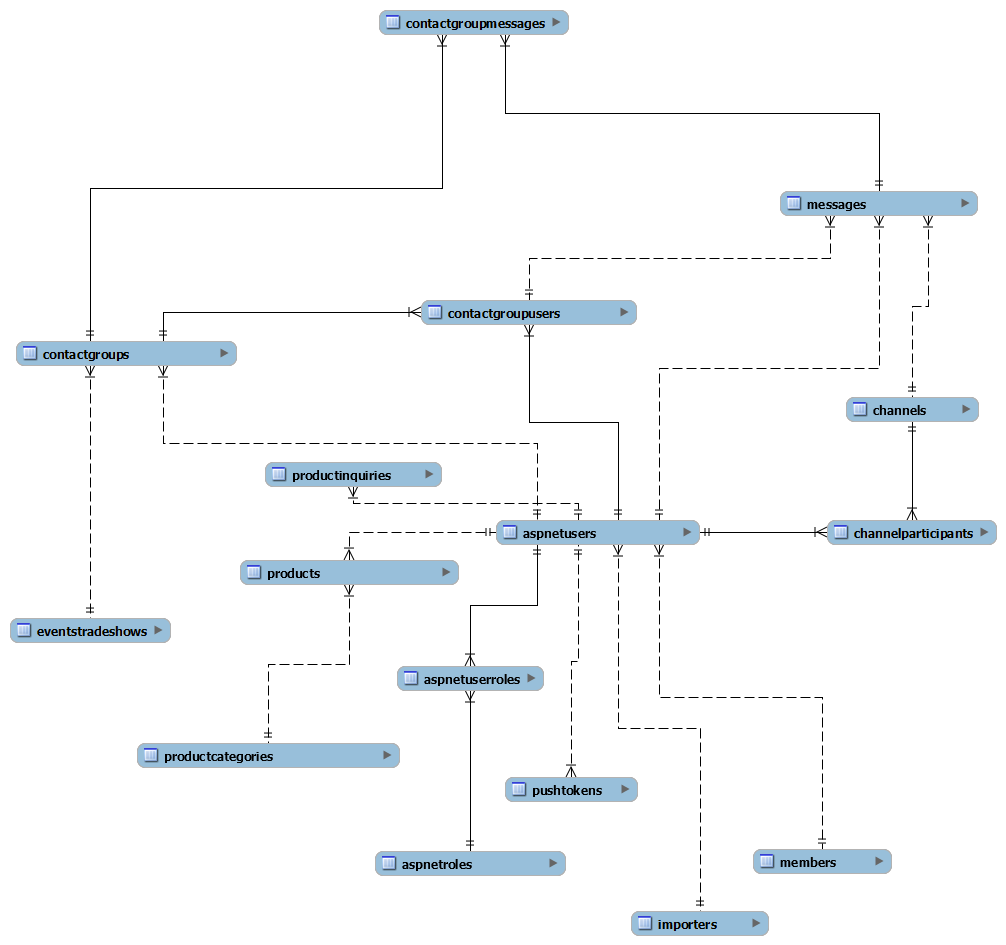 contactgroupmessages
messages
contactgroupusers
contactgroups
channels
productinquiries
aspnetusers
channelparticipants
products
eventstradeshows
aspnetuserroles
productcategories
pushtokens
aspnetroles
members
importers